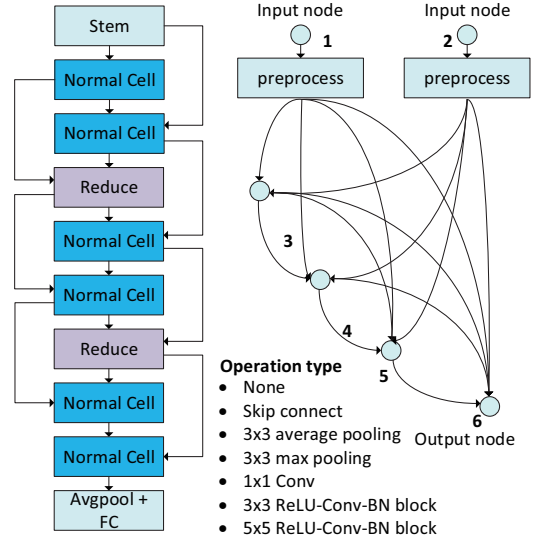 Stem
Normal Cell
Normal Cell
Reduce
Normal Cell
Normal Cell
Reduce
Normal Cell
Normal Cell
Avgpool +
FC
Input node
1
preprocess
Input node
2
preprocess
3
4
5
6
Output node
Operation type
• None
• Skip connect
• 3x3 average pooling
• 3x3 max pooling
• 1x1 Conv
• 3x3 ReLU-Conv-BN block
• 5x5 ReLU-Conv-BN block